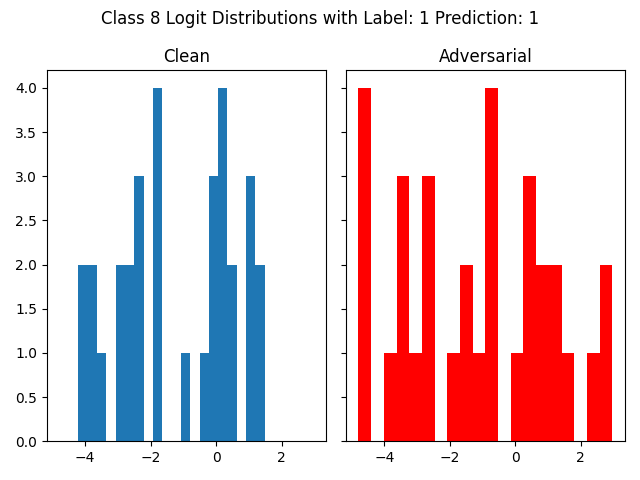 Class 8 Logit Distributions with Label: 1 Prediction: 1
Clean
Adversarial
4.0
3.5
3.0
2.5
2.0
1.5
1.0
0.5
0.0
−4 −2 0 2
−4 −2 0 2